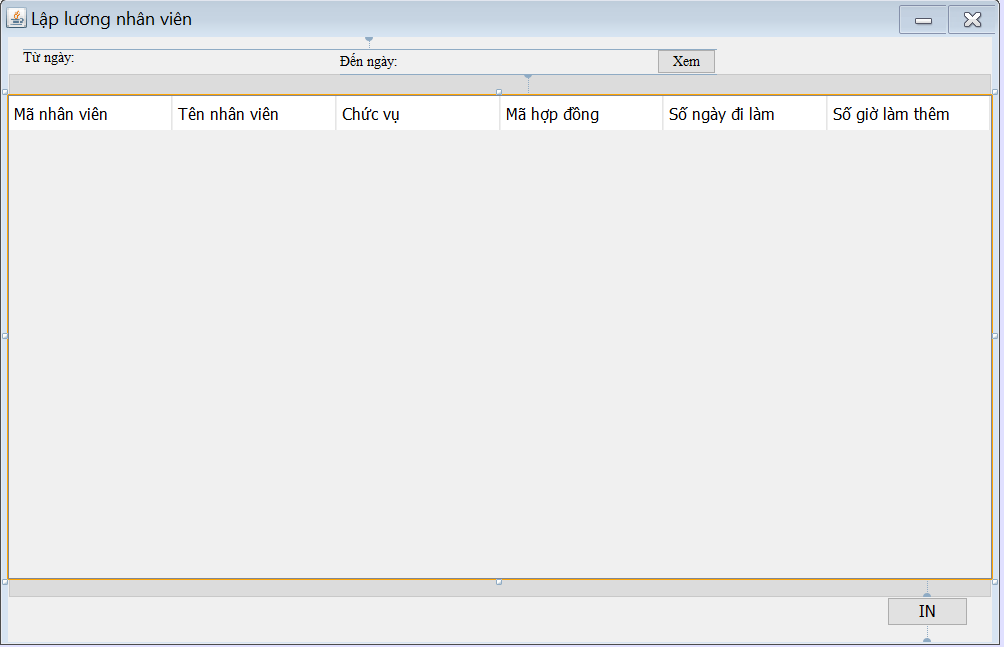 Lập lương nhân viên
Từ ngày:
Đến ngày: Xem
Mã nhân viên Tên nhân viên Chức vụ Mã hợp đồng Số ngày đi làm Số giờ làm thêm
IN